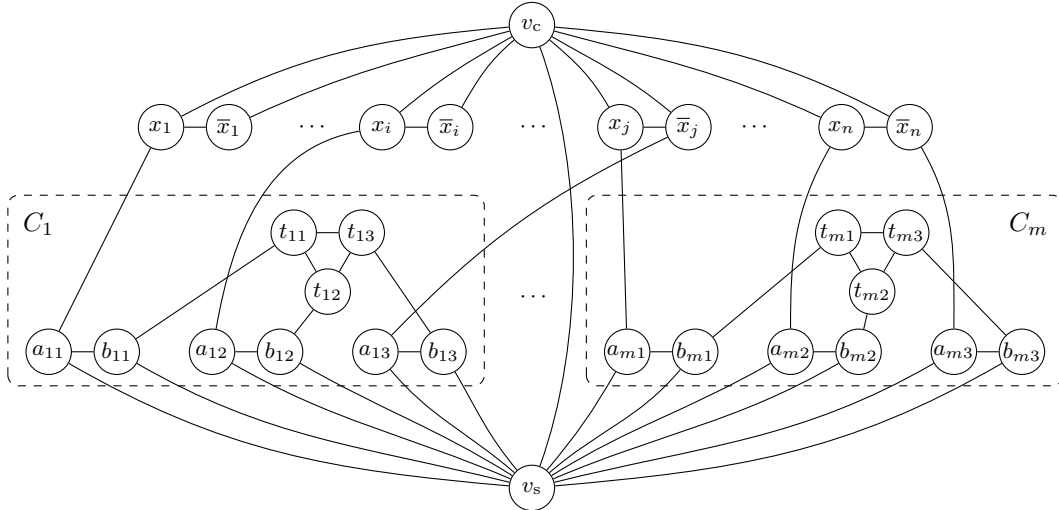 v_c
x_1 x̅_1 ... x_i x̅_i ... x_j x̅_j ... x_n x̅_n
C_1 C_m
t_11 t_13 t_m1 t_m3
t_12 ... t_m2
a_11 b_11 a_12 b_12 a_13 b_13 a_m1 b_m1 a_m2 b_m2 a_m3 b_m3
v_s